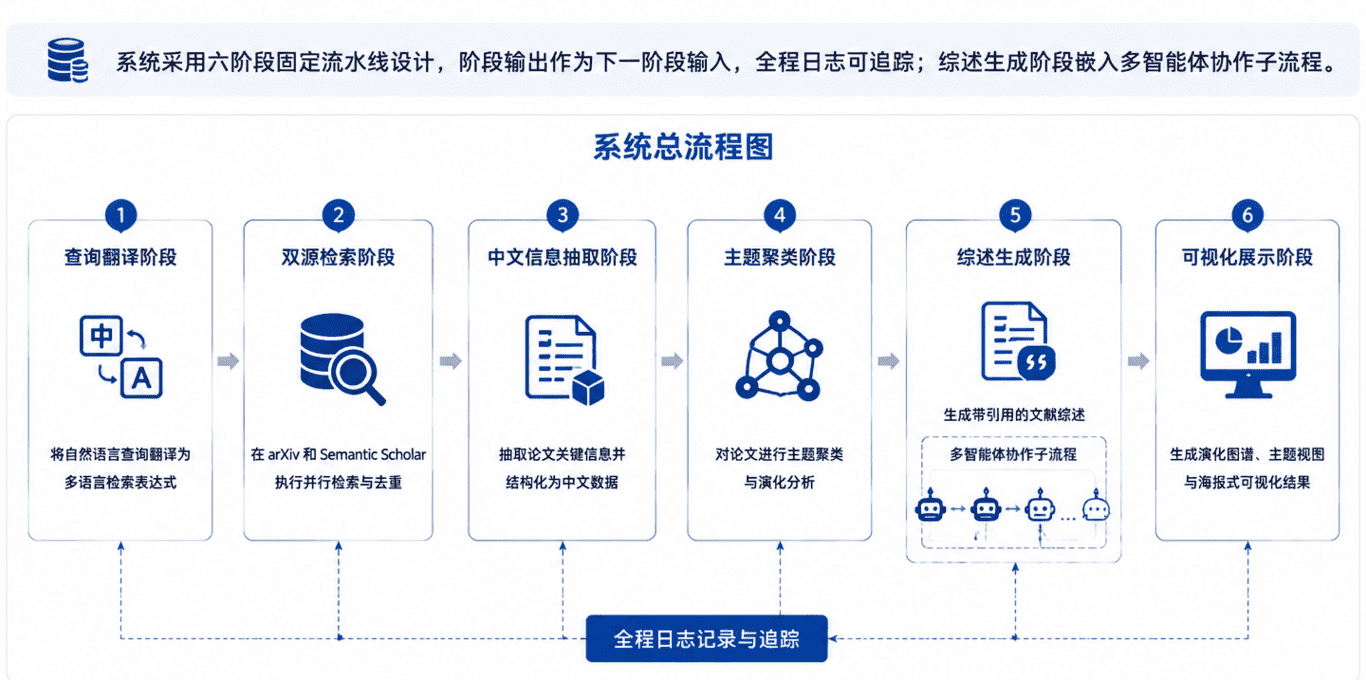 系统采用六阶段固定流水线设计，阶段输出作为下一阶段输入，全程日志可追踪；综述生成阶段嵌入多智能体协作子流程。
系统总流程图
1
查询翻译阶段
中
A
将自然语言查询翻译为
多语言检索表达式
2
双源检索阶段
在 arXiv 和 Semantic Scholar
执行并行检索与去重
3
中文信息抽取阶段
抽取论文关键信息并
结构化为中文数据
4
主题聚类阶段
对论文进行主题聚类
与演化分析
5
综述生成阶段
生成带引用的文献综述
多智能体协作子流程
...
6
可视化展示阶段
生成演化图谱、主题视图
与海报式可视化结果
全程日志记录与追踪